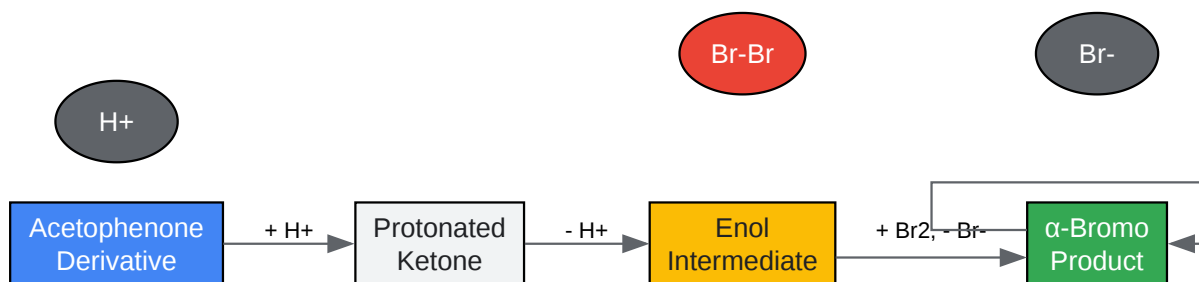 Br-Br
Br-
H+
Acetophenone
Derivative
+ H+
Protonated
Ketone
- H+
Enol
Intermediate
+ Br2, - Br-
α-Bromo
Product